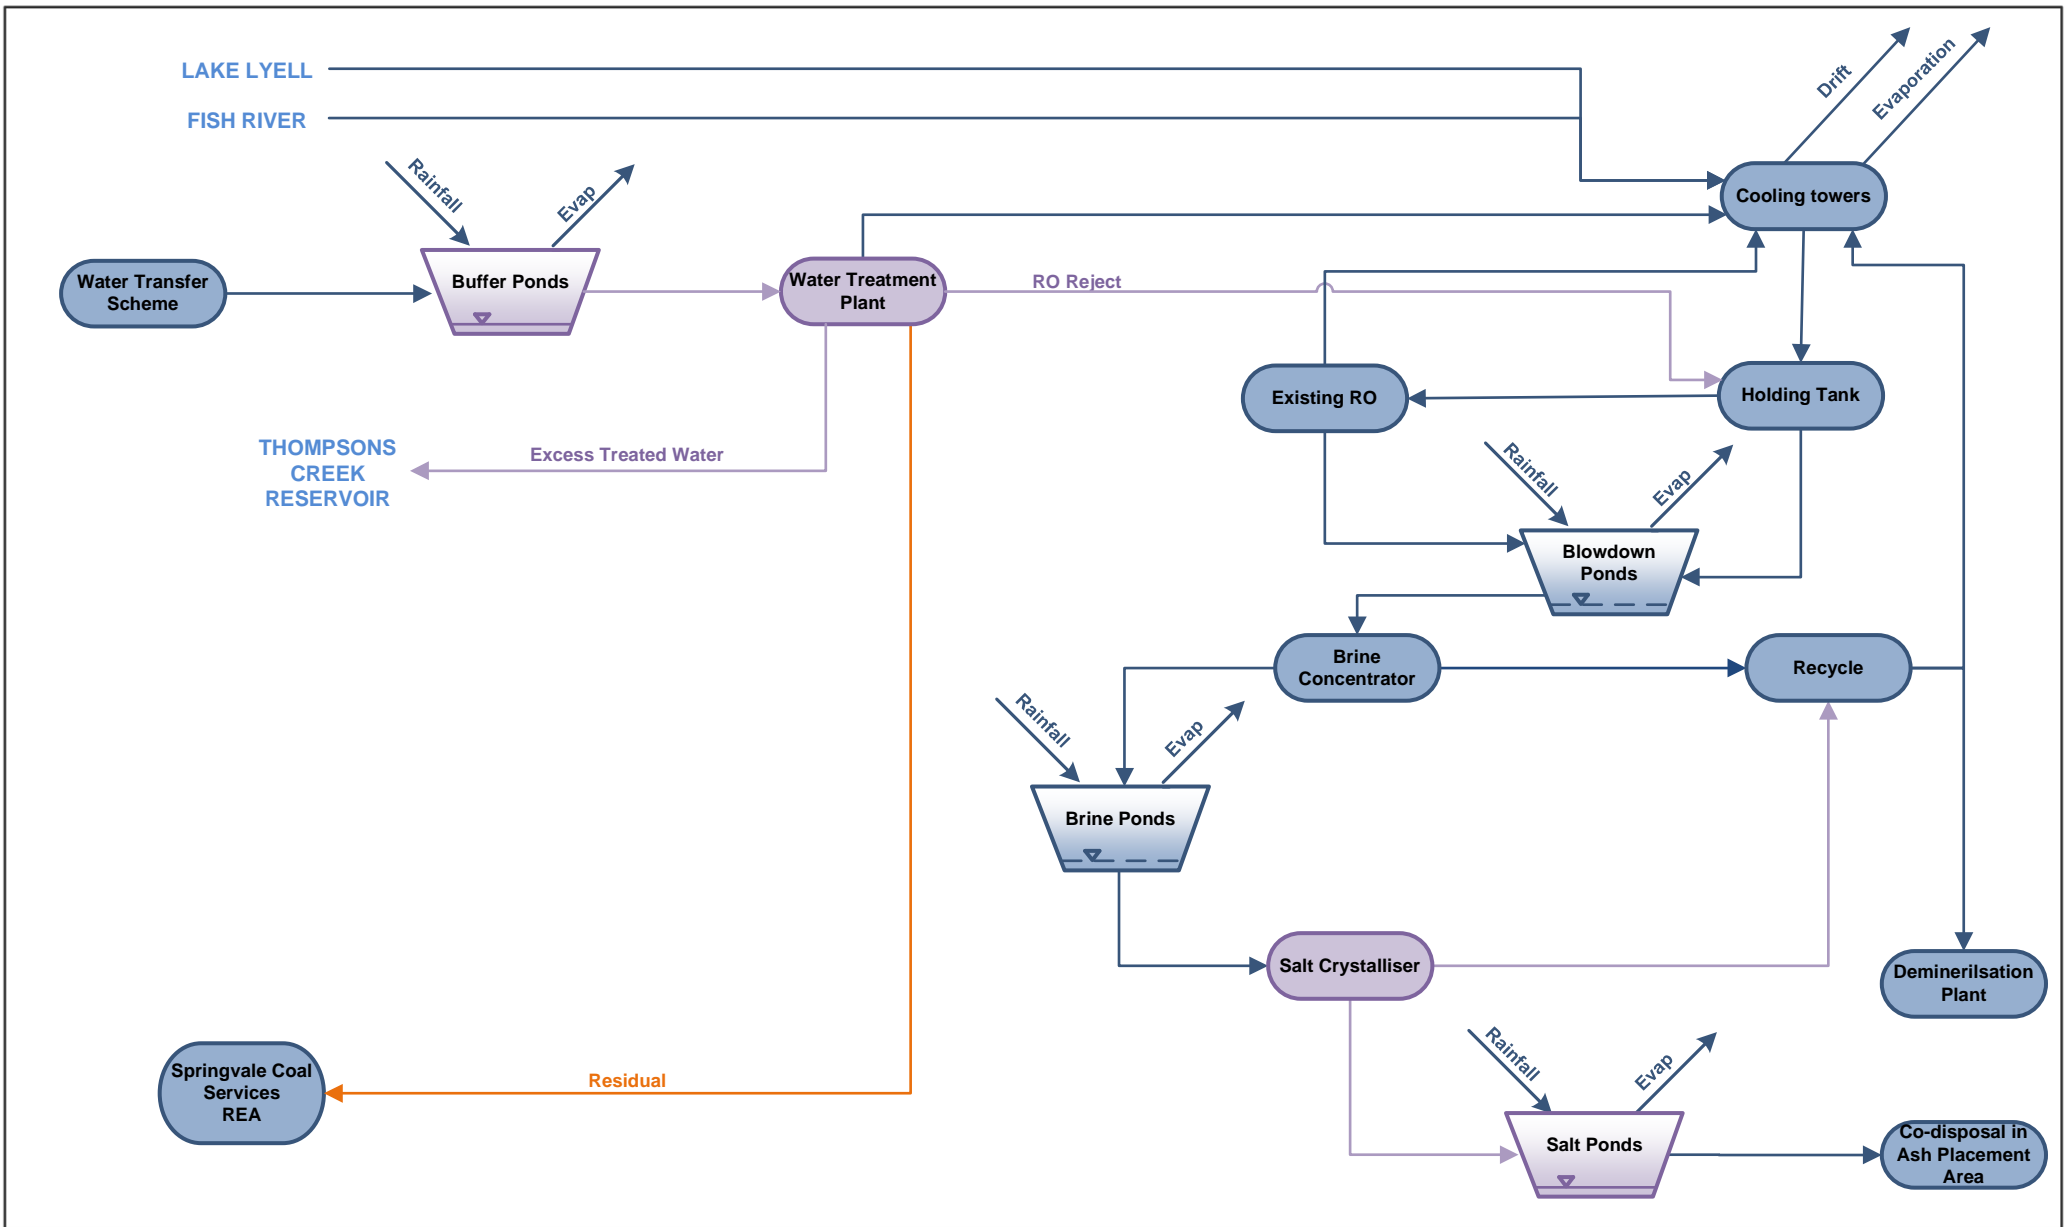 LAKE LYELL
FISH RIVER
Drift
Evaporation
Rainfall
Evap
Cooling towers
Water Transfer
Scheme
Buffer Ponds
Water Treatment
Plant
RO Reject
Existing RO
Holding Tank
THOMPSONS
CREEK
RESERVOIR
Excess Treated Water
Rainfall
Evap
Blowdown
Ponds
Brine
Concentrator
Recycle
Rainfall
Evap
Brine Ponds
Salt Crystalliser
Deminerilsation
Plant
Springvale Coal
Services
REA
Residual
Rainfall
Evap
Salt Ponds
Co-disposal in
Ash Placement
Area